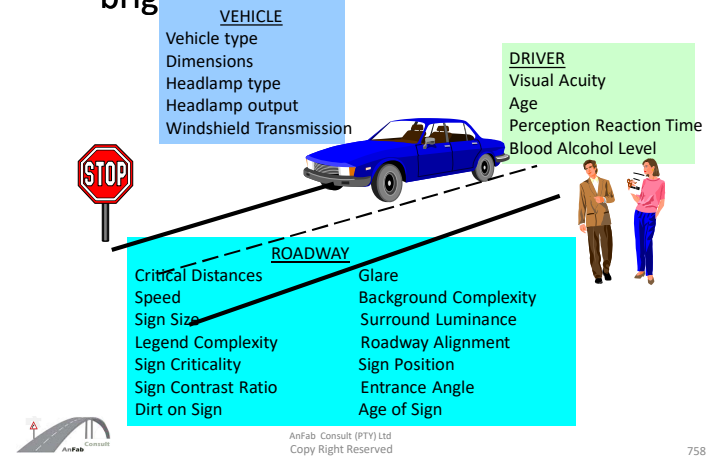 VEHICLE
Vehicle type
Dimensions
Headlamp type
Headlamp output
Windshield Transmission
DRIVER
Visual Acuity
Age
Perception Reaction Time
Blood Alcohol Level
STOP
ROADWAY
Critical Distances
Speed
Sign Size
Legend Complexity
Sign Criticality
Sign Contrast Ratio
Dirt on Sign
Glare
Background Complexity
Surround Luminance
Roadway Alignment
Sign Position
Entrance Angle
Age of Sign
AnFab Consult
AnFab Consult (PTY) Ltd
Copy Right Reserved
758